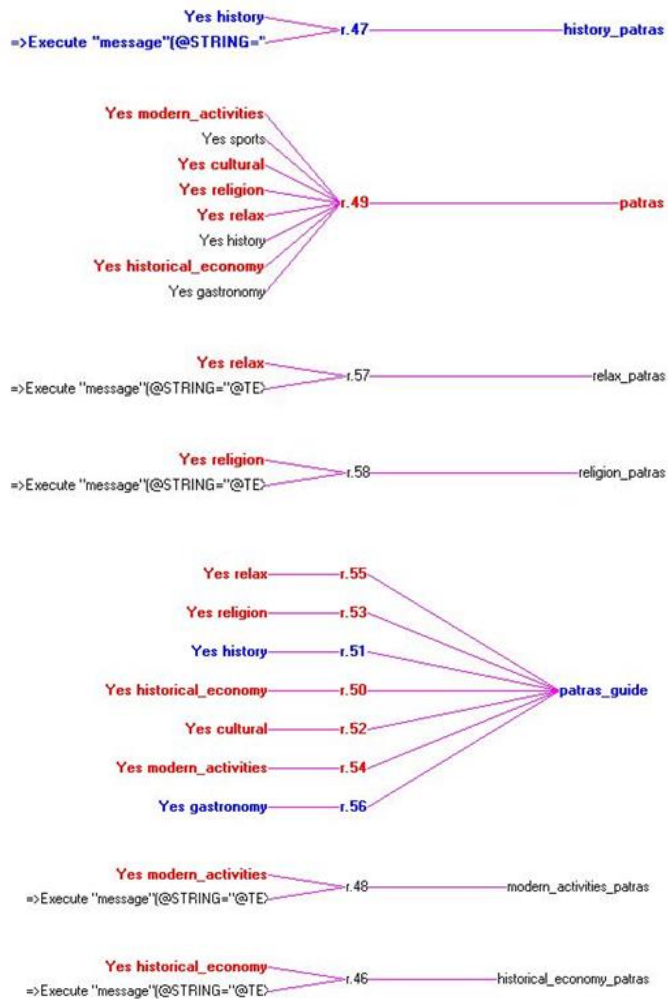 Yes history
=>Execute "message"(@STRING="
r.47
history_patras
Yes modern_activities
Yes sports
Yes cultural
Yes religion
Yes relax
Yes history
Yes historical_economy
Yes gastronomy
r.49
patras
Yes relax
=>Execute "message"(@STRING="@TE
r.57
relax_patras
Yes religion
=>Execute "message"(@STRING="@TE
r.58
religion_patras
Yes relax
r.55
Yes religion
r.53
Yes history
r.51
Yes historical_economy
r.50
Yes cultural
r.52
Yes modern_activities
r.54
Yes gastronomy
r.56
patras_guide
Yes modern_activities
=>Execute "message"(@STRING="@TE
r.48
modern_activities_patras
Yes historical_economy
=>Execute "message"(@STRING="@TE
r.46
historical_economy_patras